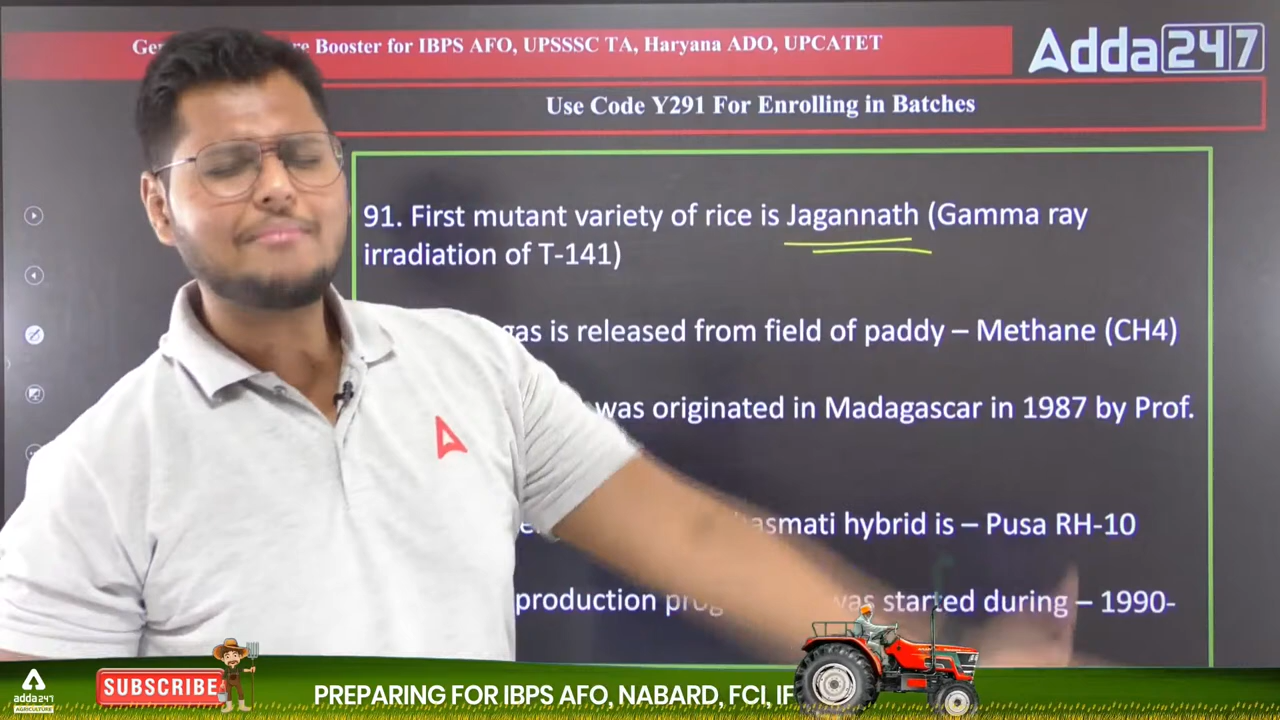 re Booster for IBPS AFO, UPSSSC TA, Haryana ADO, UPCATET
Adda247
Use Code Y291 For Enrolling in Batches
91. First mutant variety of rice is Jagannath (Gamma ray
irradiation of T-141)
gas is released from field of paddy – Methane (CH4)
was originated in Madagascar in 1987 by Prof.
basmati hybrid is – Pusa RH-10
production was started during – 1990-
adda247
AGRICULTURE
SUBSCRIBE
PREPARING FOR IBPS AFO, NABARD, FCI, IF